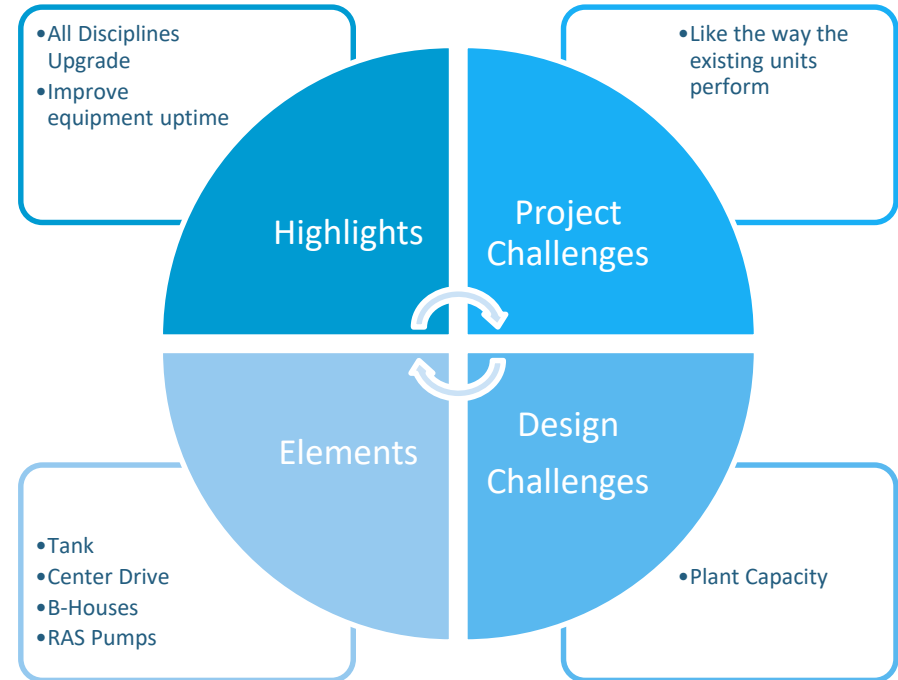 •All Disciplines
Upgrade
•Improve
equipment uptime
•Like the way the
existing units
perform
Highlights
Project
Challenges
Elements
Design
Challenges
•Tank
•Center Drive
•B-Houses
•RAS Pumps
•Plant Capacity